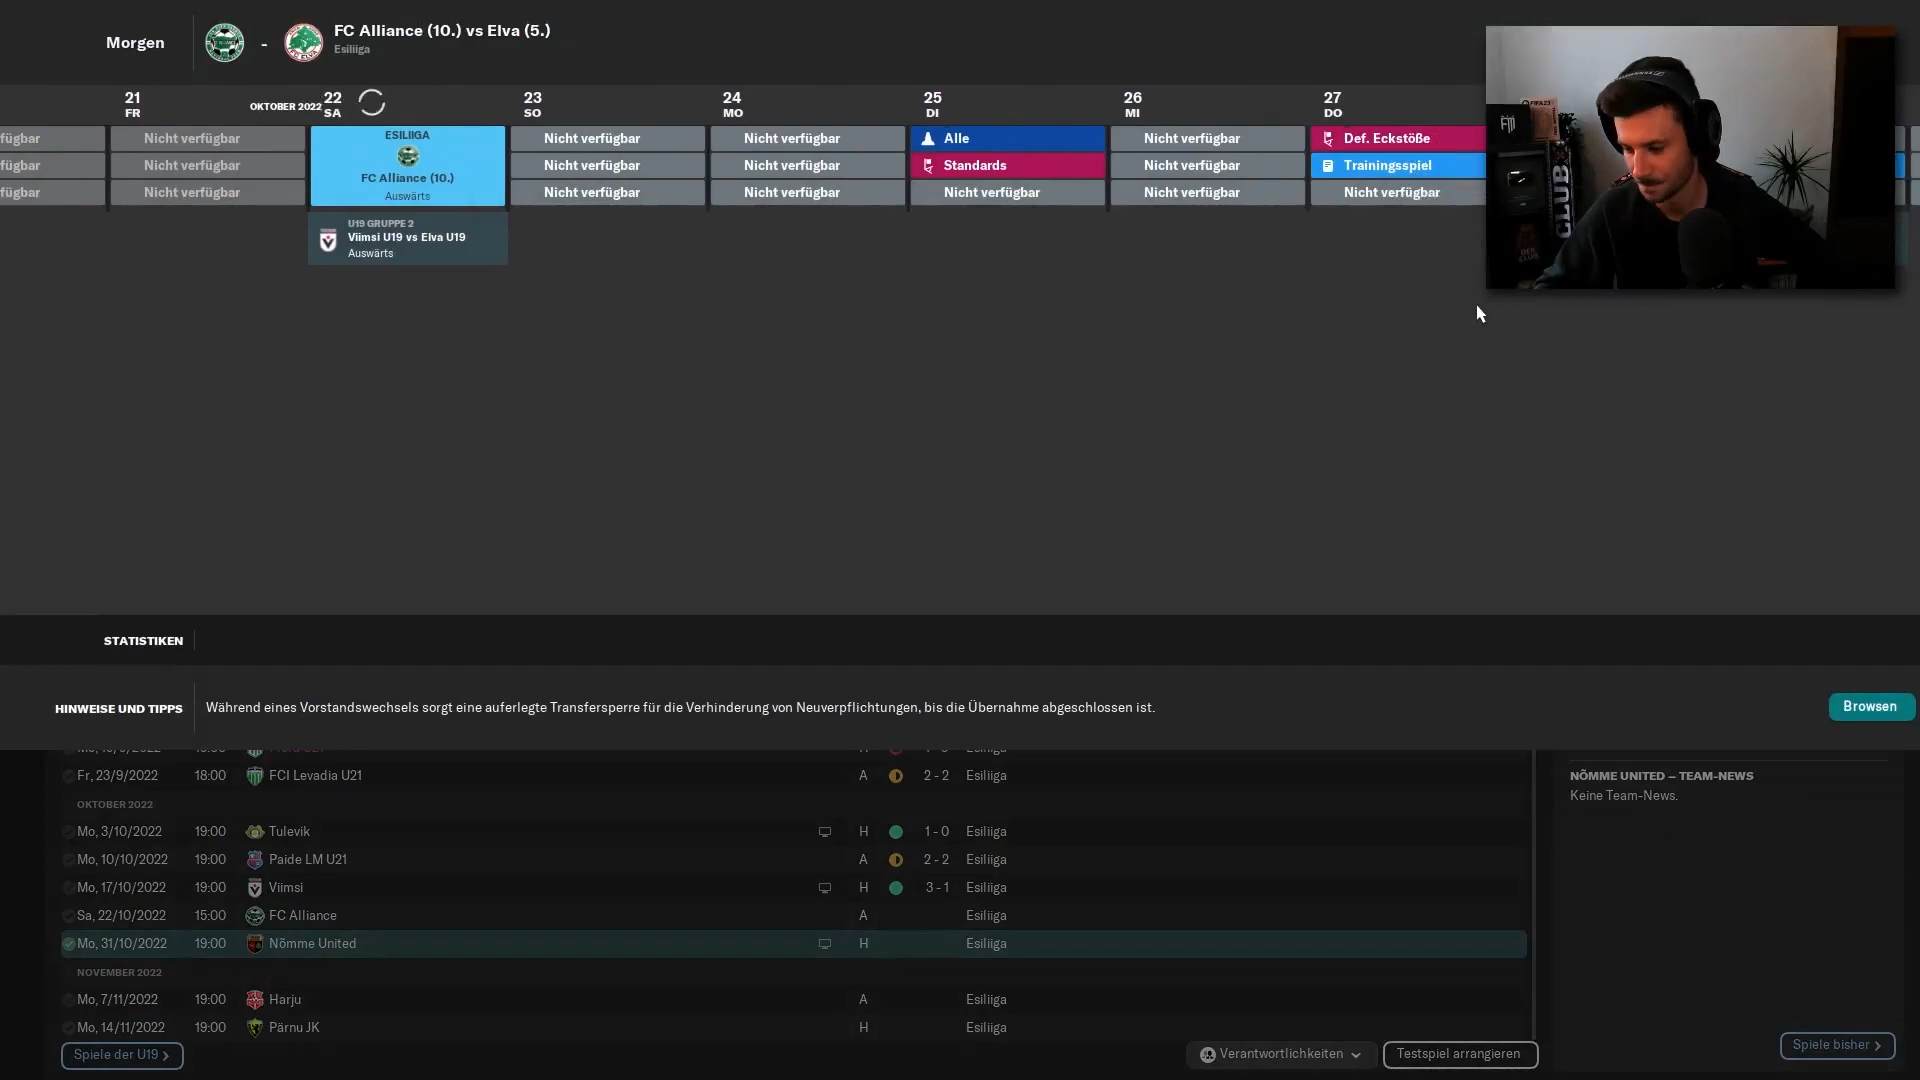 Morgen
-
FC Alliance (10.) vs Elva (5.)
Esiliiga
21
FR
OKTOBER 2022
22
SA
23
SO
24
MO
25
DI
26
MI
27
DO
fügbar
Nicht verfügbar
ESILIIGA
Nicht verfügbar
Nicht verfügbar
Alle
Nicht verfügbar
Def. Eckstöße
fügbar
Nicht verfügbar
FC Alliance (10.)
Nicht verfügbar
Nicht verfügbar
Standards
Nicht verfügbar
Trainingsspiel
fügbar
Nicht verfügbar
Auswärts
Nicht verfügbar
Nicht verfügbar
Nicht verfügbar
Nicht verfügbar
Nicht verfügbar
U19 GRUPPE 2
Viimsi U19 vs Elva U19
Auswärts
CLUB
STATISTIKEN
HINWEISE UND TIPPS
Während eines Vorstandswechsels sorgt eine auferlegte Transfersperre für die Verhinderung von Neuverpflichtungen, bis die Übernahme abgeschlossen ist.
Browsen
Fr, 23/9/2022 18:00 FCI Levadia U21 A 2 - 2 Esiliiga
OKTOBER 2022
Mo, 3/10/2022 19:00 Tulevik H 1 - 0 Esiliiga
Mo, 10/10/2022 19:00 Paide LM U21 A 2 - 2 Esiliiga
Mo, 17/10/2022 19:00 Viimsi H 3 - 1 Esiliiga
Sa, 22/10/2022 15:00 FC Alliance A Esiliiga
Mo, 31/10/2022 19:00 Nõmme United H Esiliiga
NOVEMBER 2022
Mo, 7/11/2022 19:00 Harju A Esiliiga
Mo, 14/11/2022 19:00 Pärnu JK H Esiliiga
NÕMME UNITED – TEAM-NEWS
Keine Team-News.
Spiele der U19
Verantwortlichkeiten
Testspiel arrangieren
Spiele bisher